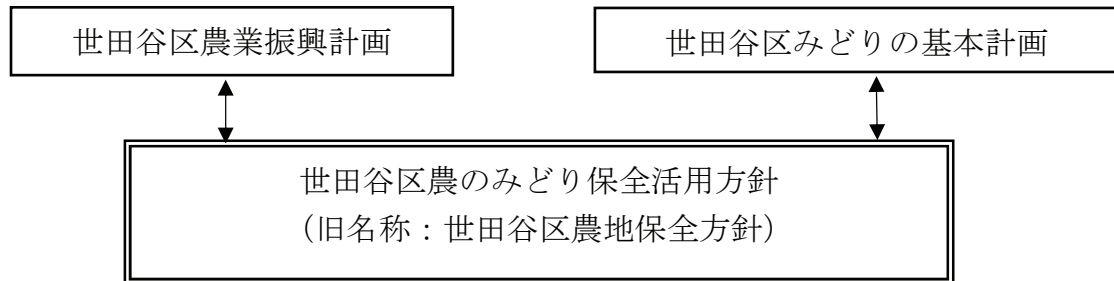 世田谷区農業振興計画
世田谷区みどりの基本計画
世田谷区農のみどり保全活用方針
（旧名称：世田谷区農地保全方針）